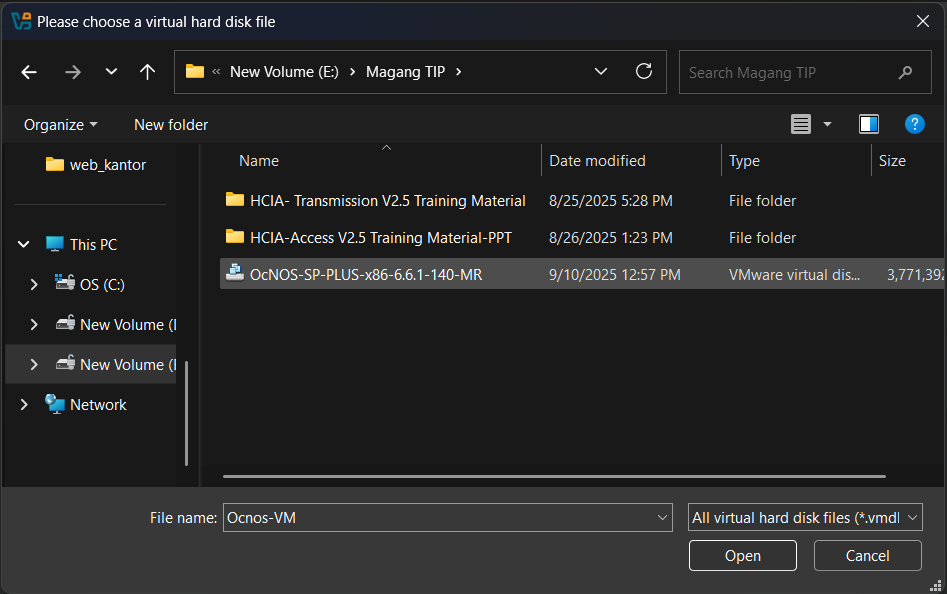 Please choose a virtual hard disk file
« New Volume (E:) > Magang TIP >
Search Magang TIP
Organize
New folder
web_kantor
This PC
OS (C:)
New Volume (
New Volume (
Network
Name Date modified Type Size
HCIA- Transmission V2.5 Training Material 8/25/2025 5:28 PM File folder
HCIA-Access V2.5 Training Material-PPT 8/26/2025 1:23 PM File folder
OcNOS-SP-PLUS-x86-6.6.1-140-MR 9/10/2025 12:57 PM VMware virtual dis... 3,771,392
File name: Ocnos-VM
All virtual hard disk files (*.vmdl
Open
Cancel